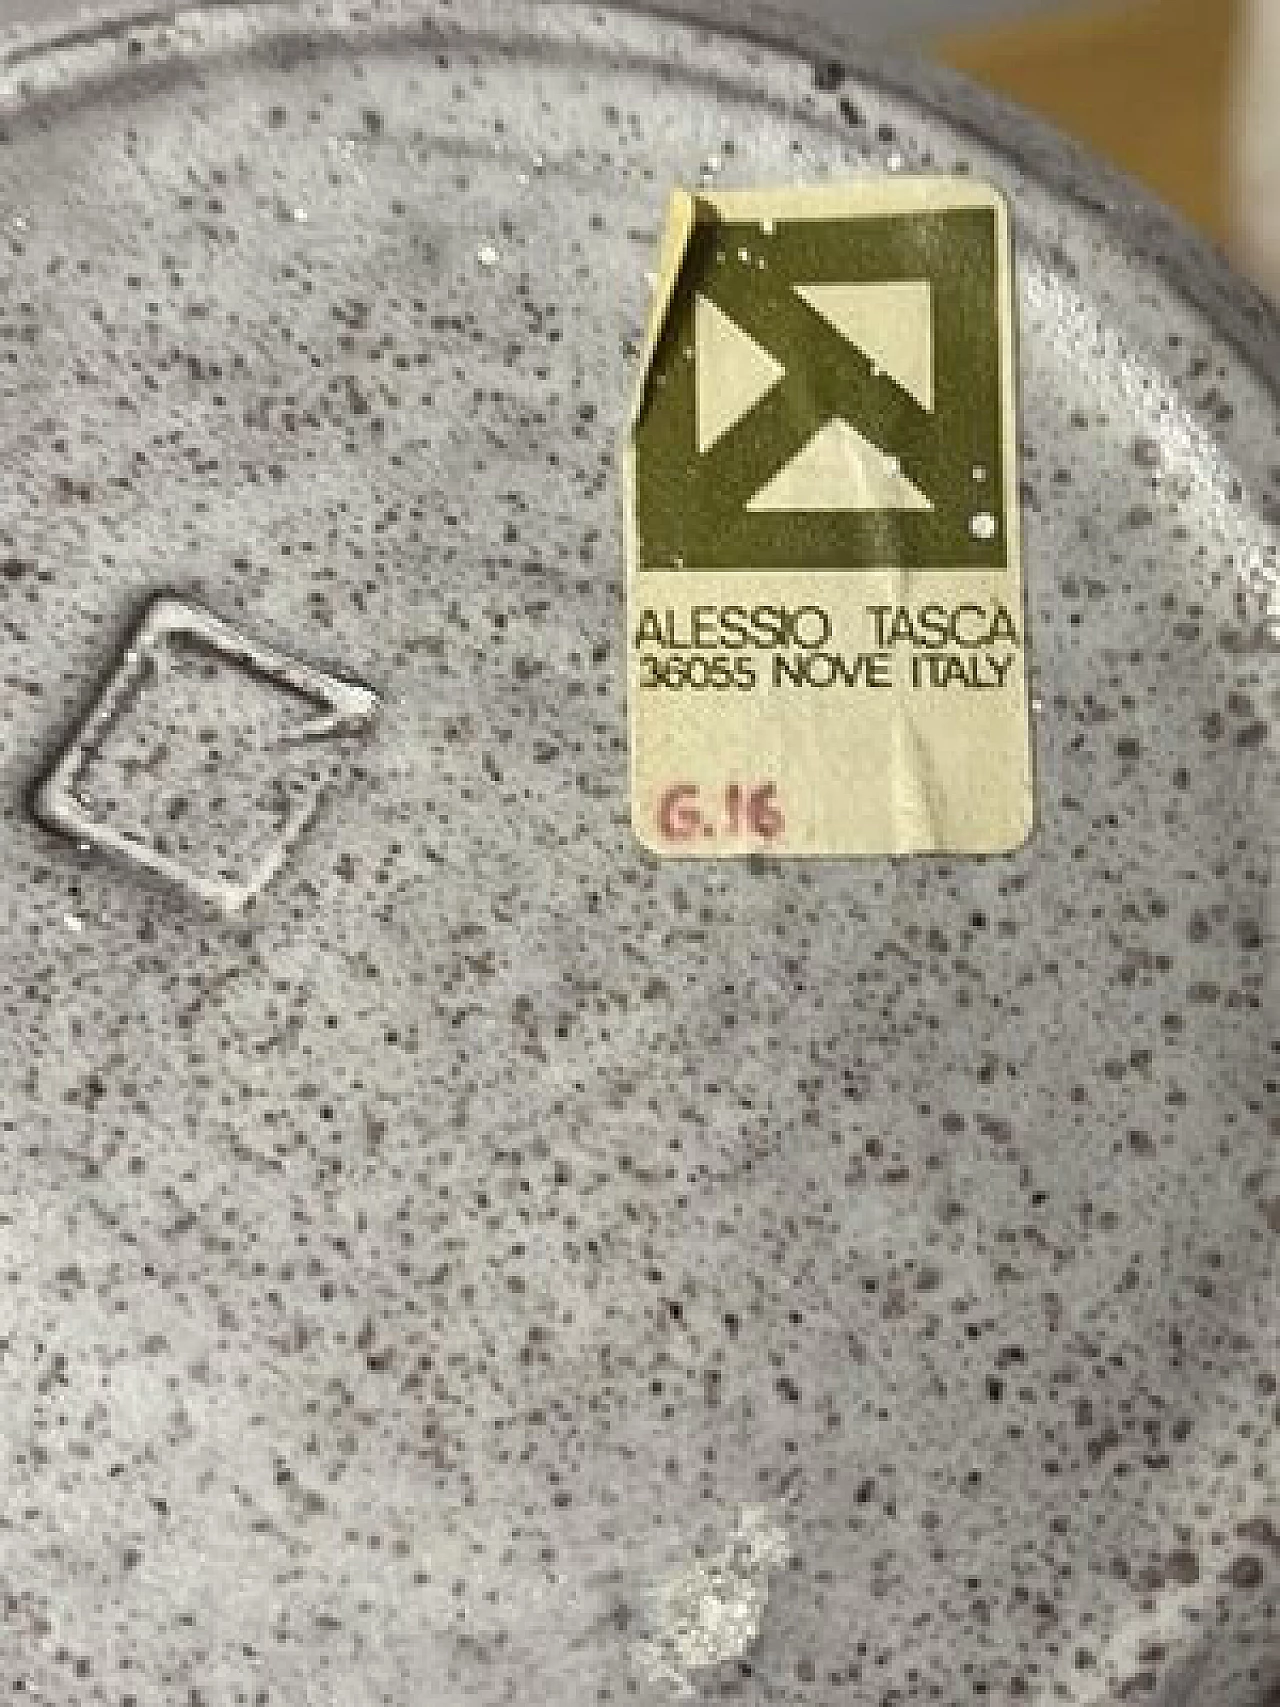 ALESSIO TASCA
36055 NOVE ITALY
G.16